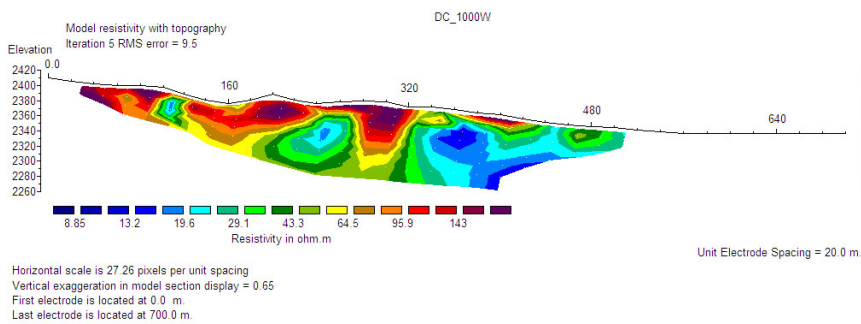 DC_1000W
Model resistivity with topography
Iteration 5 RMS error = 9.5
Elevation
0.0
160
320
480
640
2420
2400
2380
2360
2340
2330
2300
2280
2260
8.85 13.2 19.6 29.1 43.3 64.5 95.9 143
Resistivity in ohm.m
Unit Electrode Spacing = 20.0 m.
Horizontal scale is 27.26 pixels per unit spacing
Vertical exaggeration in model section display = 0.65
First electrode is located at 0.0 m.
Last electrode is located at 700.0 m.